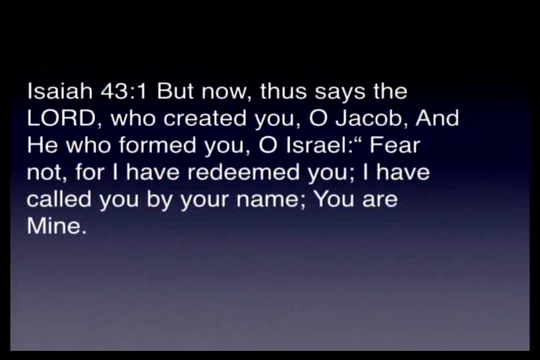 Isaiah 43:1 But now, thus says the
LORD, who created you, O Jacob, And
He who formed you, O Israel:“ Fear
not, for I have redeemed you; I have
called you by your name; You are
Mine.